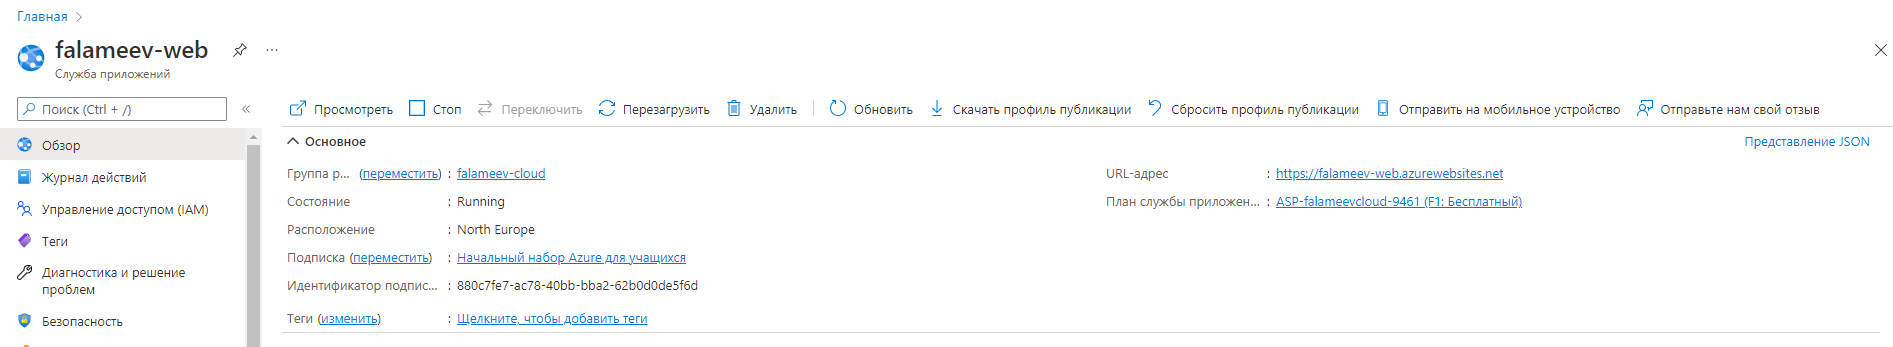 Главная
falameev-web
Служба приложений
Поиск (Ctrl + /)
Обзор
Журнал действий
Управление доступом (IAM)
Теги
Диагностика и решение
проблем
Безопасность
Просмотреть Стоп Переключить Перезагрузить Удалить Обновить Скачать профиль публикации Сбросить профиль публикации Отправить на мобильное устройство Отправьте нам свой отзыв
Основное Представление JSON
Группа р... (переместить) : falameev-cloud
Состояние : Running
Расположение : North Europe
Подписка (переместить) : Начальный набор Azure для учащихся
Идентификатор подпис... : 880c7fe7-ac78-40bb-bba2-62b0d0de5f6d
Теги (изменить) : Щелкните, чтобы добавить теги
URL-адрес : https://falameev-web.azurewebsites.net
План службы приложен... : ASP-falameevcloud-9461 (F1: Бесплатный)